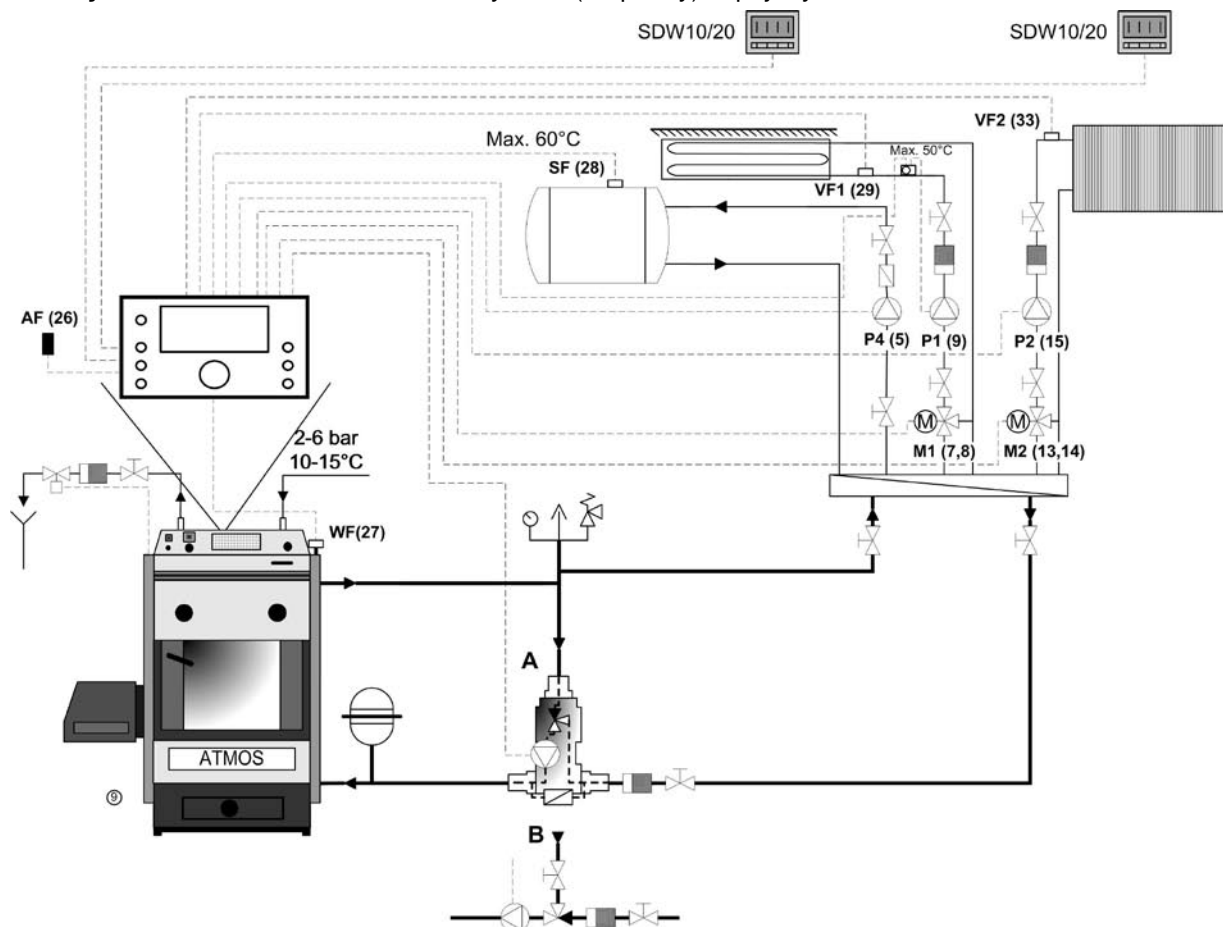 SDW10/20
SDW10/20
VF2 (33)
Max. 60°C
Max. 50°C
SF (28)
VF1 (29)
AF (26)
P4 (5)
P1 (9)
P2 (15)
M
M
M1 (7,8)
M2 (13,14)
2-6 bar
10-15°C
WF(27)
A
ATMOS
9
B